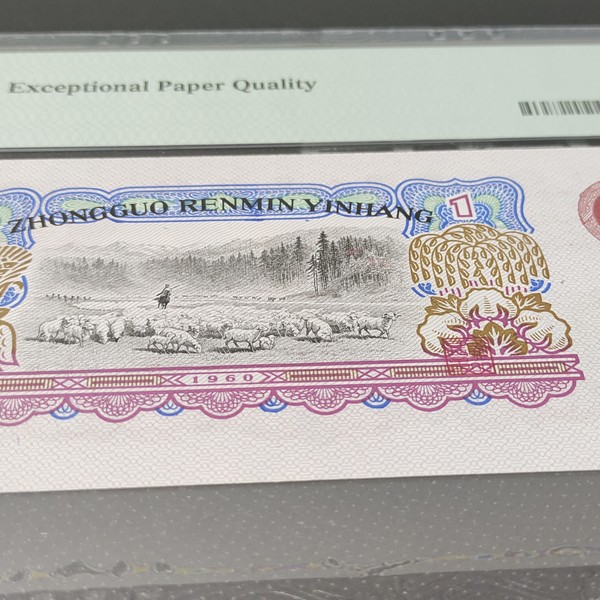 Exceptional Paper Quality
ZHONGGUO RENMIN YINHANG
1
1960